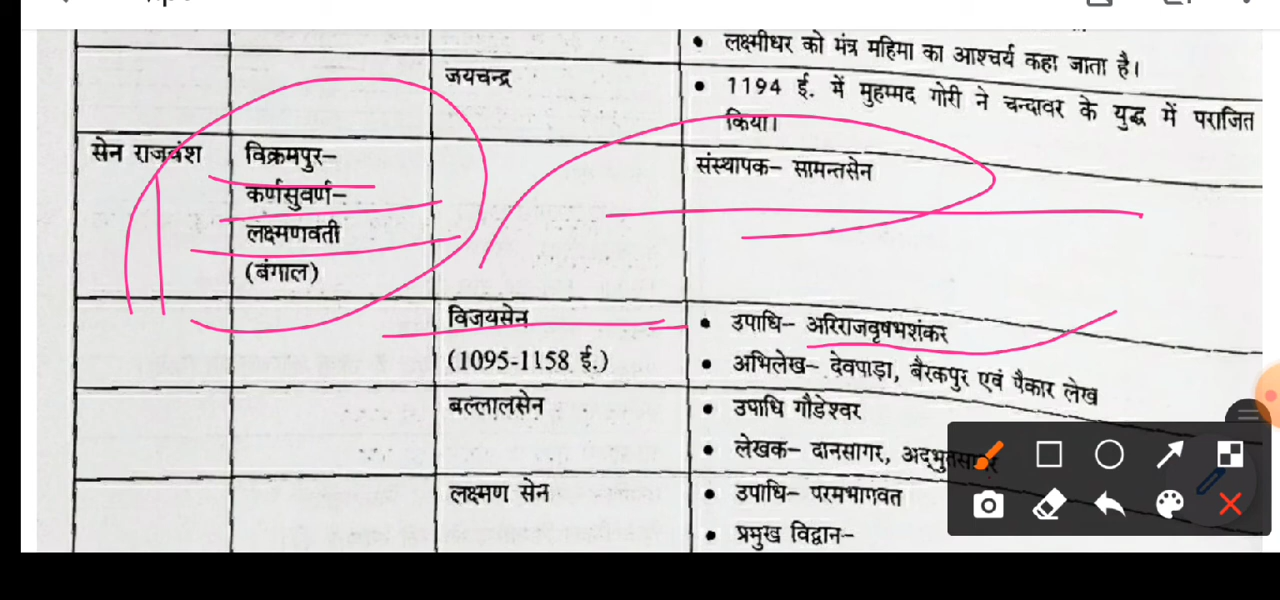 लक्ष्मीधर को मंत्र महिमा का आश्चर्य कहा जाता है।
जयचन्द्र
1194 ई. में मुहम्मद गोरी ने चन्दावर के युद्ध में पराजित
किया।
सेन राजवंश
विक्रमपुर–
कर्णसुवर्ण–
लक्ष्मणवती
(बंगाल)
संस्थापक– सामन्तसेन
विजयसेन
(1095-1158 ई.)
• उपाधि– अरिराजवृषभशंकर
• अभिलेख– देवपाड़ा, बैरकपुर एवं पैकार लेख
बल्लालसेन
• उपाधि गौडेश्वर
• लेखक– दानसागर, अद्भुतसागर
लक्ष्मण सेन
• उपाधि– परमभागवत
• प्रमुख विद्वान–